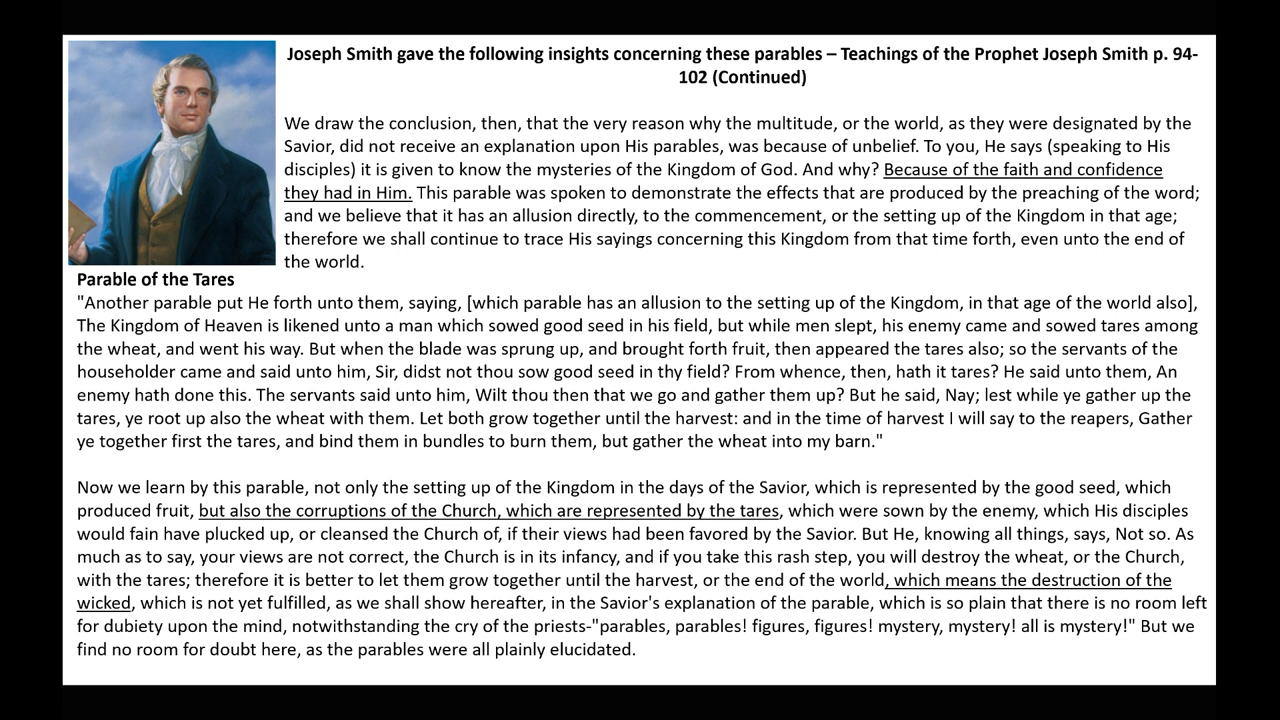 Joseph Smith gave the following insights concerning these parables – Teachings of the Prophet Joseph Smith p. 94-
102 (Continued)
We draw the conclusion, then, that the very reason why the multitude, or the world, as they were designated by the
Savior, did not receive an explanation upon His parables, was because of unbelief. To you, He says (speaking to His
disciples) it is given to know the mysteries of the Kingdom of God. And why? Because of the faith and confidence
they had in Him. This parable was spoken to demonstrate the effects that are produced by the preaching of the word;
and we believe that it has an allusion directly, to the commencement, or the setting up of the Kingdom in that age;
therefore we shall continue to trace His sayings concerning this Kingdom from that time forth, even unto the end of
the world.
Parable of the Tares
"Another parable put He forth unto them, saying, [which parable has an allusion to the setting up of the Kingdom, in that age of the world also],
The Kingdom of Heaven is likened unto a man which sowed good seed in his field, but while men slept, his enemy came and sowed tares among
the wheat, and went his way. But when the blade was sprung up, and brought forth fruit, then appeared the tares also; so the servants of the
householder came and said unto him, Sir, didst not thou sow good seed in thy field? From whence, then, hath it tares? He said unto them, An
enemy hath done this. The servants said unto him, Wilt thou then that we go and gather them up? But he said, Nay; lest while ye gather up the
tares, ye root up also the wheat with them. Let both grow together until the harvest: and in the time of harvest I will say to the reapers, Gather
ye together first the tares, and bind them in bundles to burn them, but gather the wheat into my barn."
Now we learn by this parable, not only the setting up of the Kingdom in the days of the Savior, which is represented by the good seed, which
produced fruit, but also the corruptions of the Church, which are represented by the tares, which were sown by the enemy, which His disciples
would fain have plucked up, or cleansed the Church of, if their views had been favored by the Savior. But He, knowing all things, says, Not so. As
much as to say, your views are not correct, the Church is in its infancy, and if you take this rash step, you will destroy the wheat, or the Church,
with the tares; therefore it is better to let them grow together until the harvest, or the end of the world, which means the destruction of the
wicked, which is not yet fulfilled, as we shall show hereafter, in the Savior's explanation of the parable, which is so plain that there is no room left
for dubiety upon the mind, notwithstanding the cry of the priests-"parables, parables! figures, figures! mystery, mystery! all is mystery!" But we
find no room for doubt here, as the parables were all plainly elucidated.